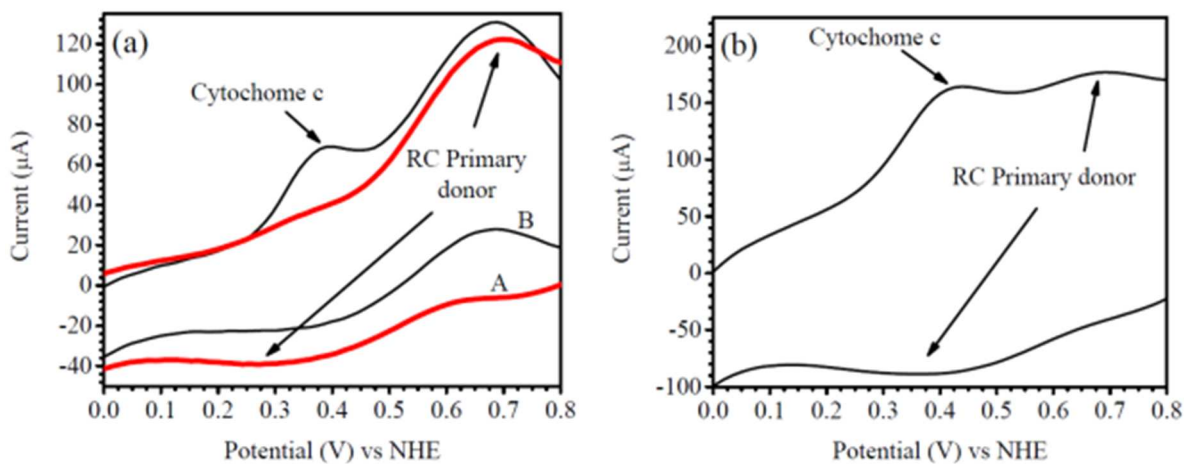 (a)
Cytochome c
RC Primary
donor
B
A
120
100
80
60
40
20
0
-20
-40
0.0 0.1 0.2 0.3 0.4 0.5 0.6 0.7 0.8
Current (μA)
Potential (V) vs NHE
(b)
Cytochome c
RC Primary donor
200
150
100
50
0
-50
-100
0.0 0.1 0.2 0.3 0.4 0.5 0.6 0.7 0.8
Current (μA)
Potential (V) vs NHE